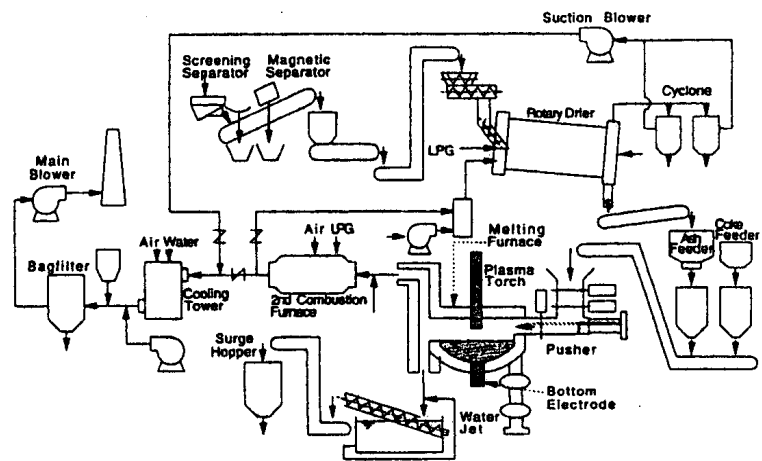 Suction Blower
Screening
Separator
Magnetic
Separator
Cyclone
Rotary Drier
LPG
Main
Blower
Melting
Furnace
Air Water
Air LPG
Ash
Feeder
Coke
Feeder
Bagfilter
Plasma
Torch
Cooling
Tower
2nd Combustion
Furnace
Pusher
Surge
Hopper
Bottom
Electrode
Water
Jet